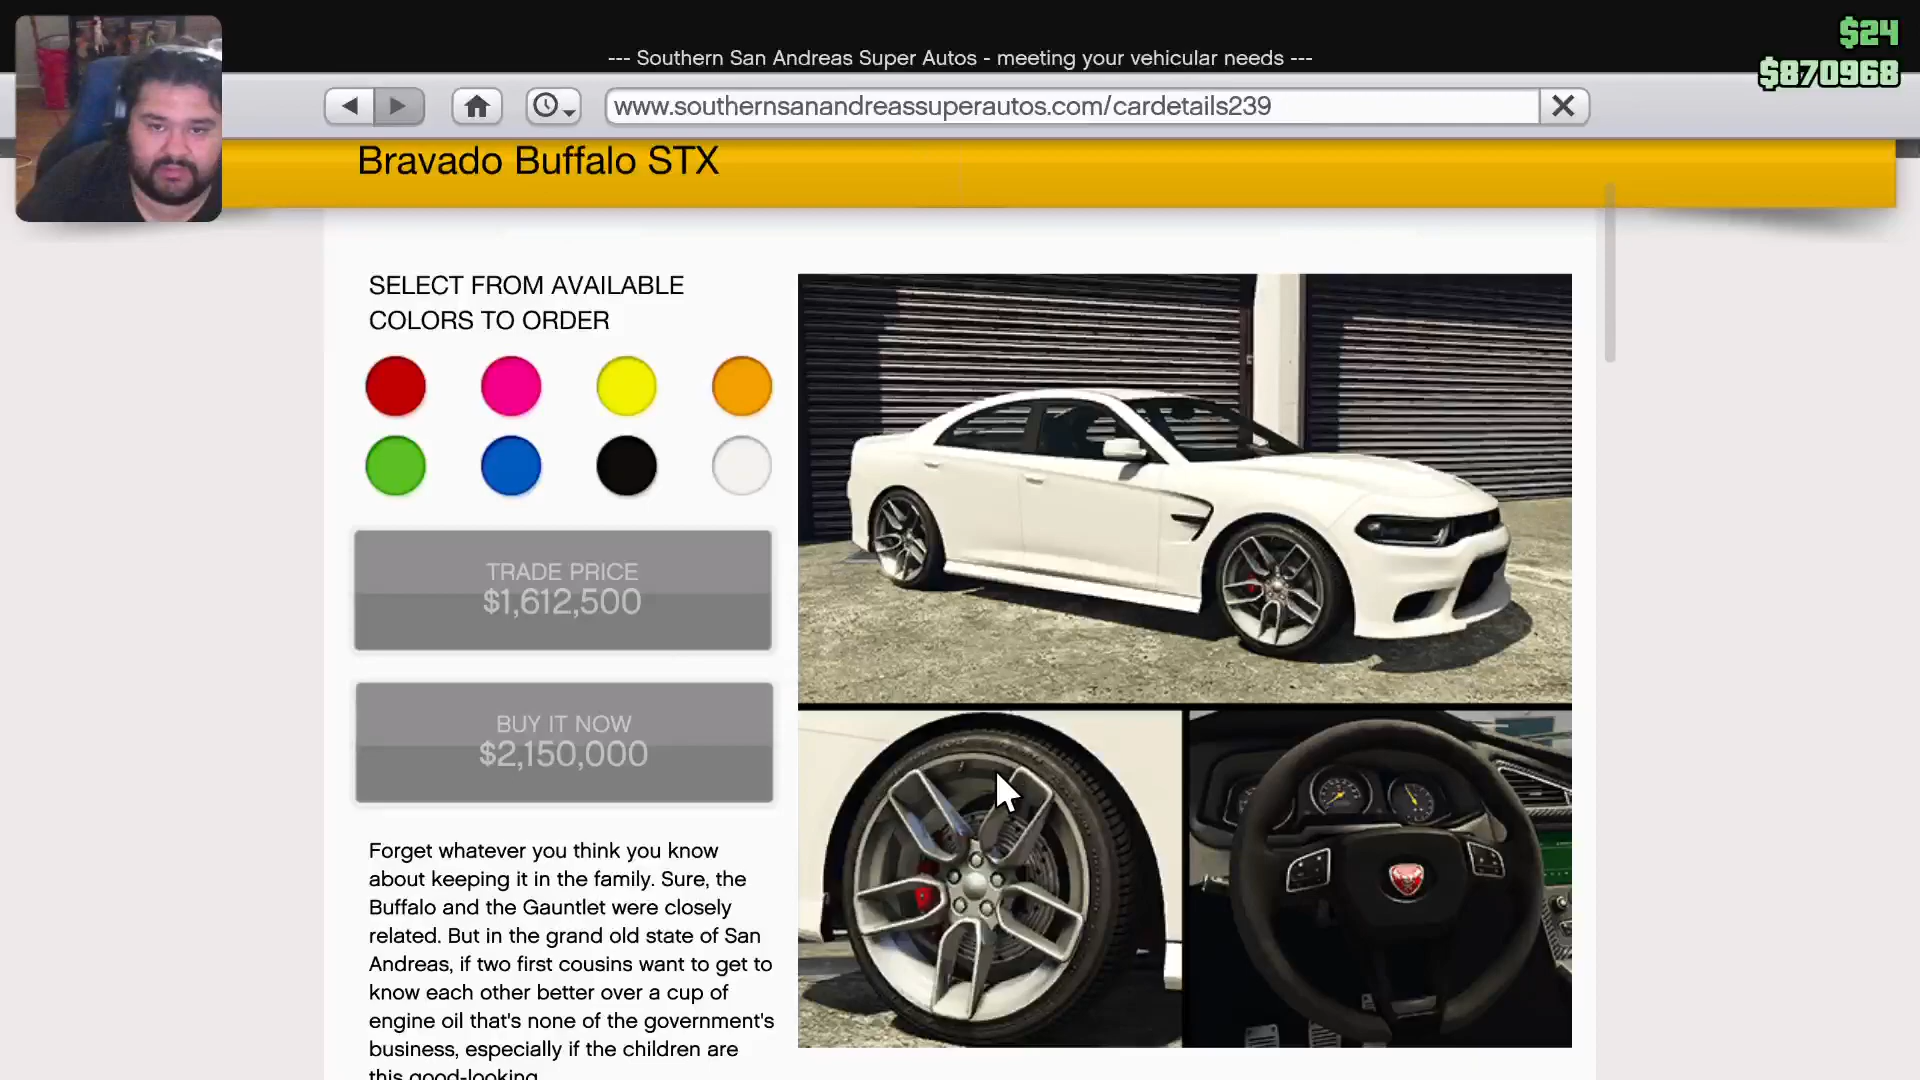 $24
$870968
--- Southern San Andreas Super Autos - meeting your vehicular needs ---
www.southernsanandreassuperautos.com/cardetails239
Bravado Buffalo STX
SELECT FROM AVAILABLE
COLORS TO ORDER
TRADE PRICE
$1,612,500
BUY IT NOW
$2,150,000
Forget whatever you think you know
about keeping it in the family. Sure, the
Buffalo and the Gauntlet were closely
related. But in the grand old state of San
Andreas, if two first cousins want to get to
know each other better over a cup of
engine oil that's none of the government's
business, especially if the children are
this good-looking.